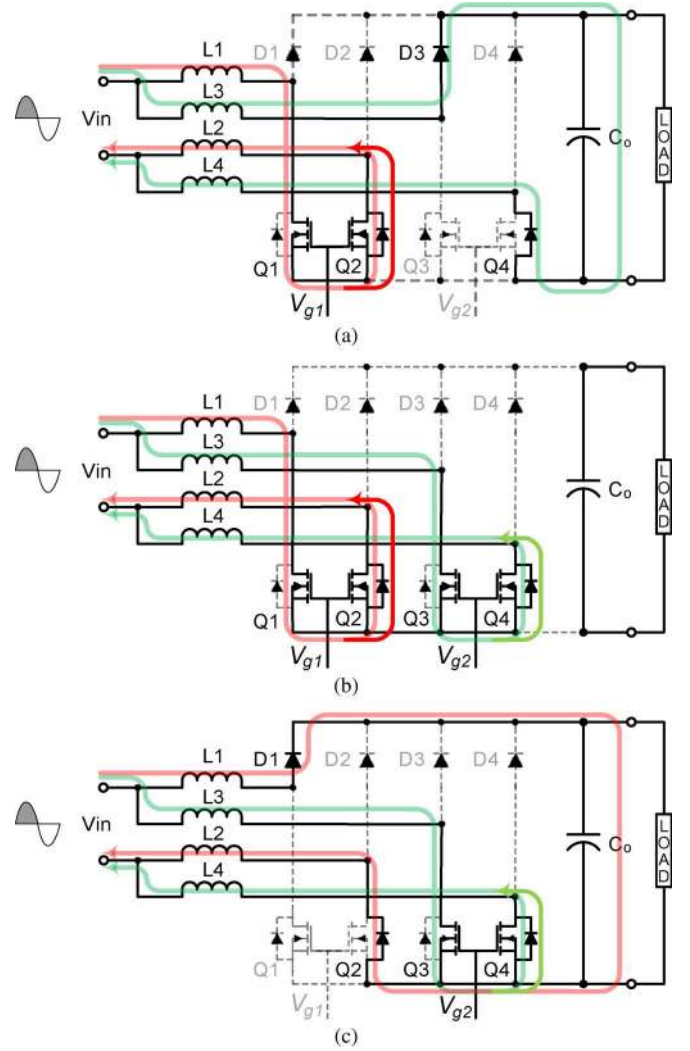 D1 D2 D3 D4
L1
L3
Vin
L2
L4
Co
LOAD
Q1 Q2 Q3 Q4
Vg1 Vg2
(a)
D1 D2 D3 D4
L1
L3
Vin
L2
L4
Co
LOAD
Q1 Q2 Q3 Q4
Vg1 Vg2
(b)
L1 D1 D2 D3 D4
L3
Vin
L2
L4
Co
LOAD
Q1 Q2 Q3 Q4
Vg1 Vg2
(c)